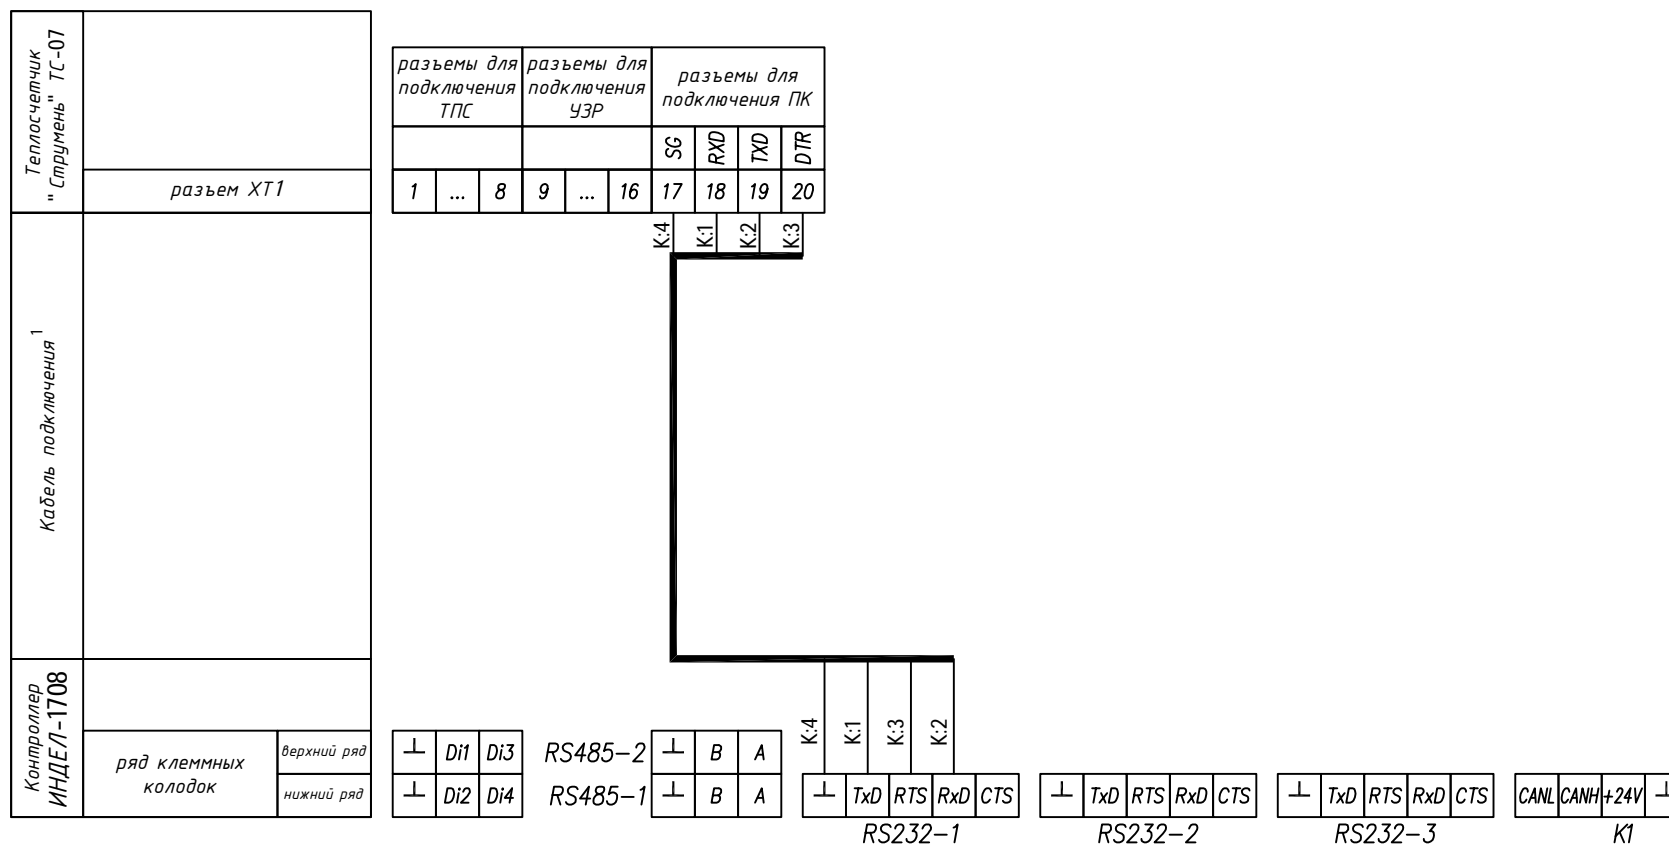 Теплосчетчик
" Струмень" ТС-07
разъем ХТ1
разъемы для
подключения
ТПС
разъемы для
подключения
УЗР
разъемы для
подключения ПК
SG RXD TXD DTR
1 ... 8 9 ... 16 17 18 19 20
К:4 К:1 К:2 К:3
Кабель подключения 1
Контроллер
ИНДЕЛ-1708
ряд клеммных
колодок
верхний ряд
нижний ряд
К:4 К:1 К:3 К:2
⊥ Di1 Di3 RS485-2 ⊥ B A
⊥ Di2 Di4 RS485-1 ⊥ B A
⊥ TxD RTS RxD CTS
RS232-1
⊥ TxD RTS RxD CTS
RS232-2
⊥ TxD RTS RxD CTS
RS232-3
CANL CANH +24V ⊥
K1